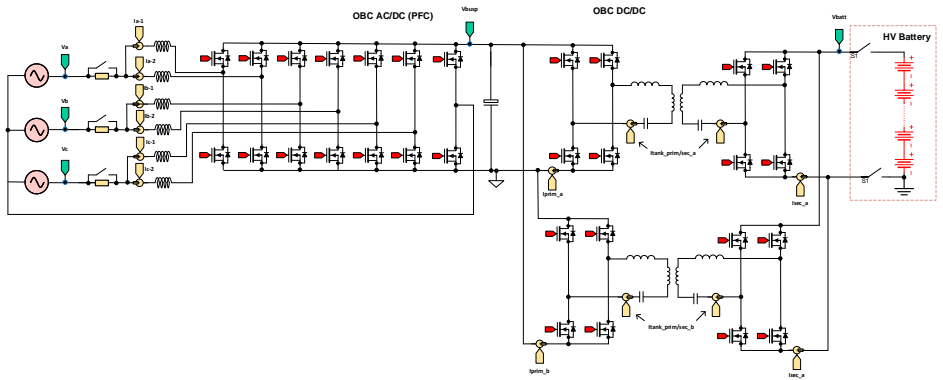 OBC AC/DC (PFC)
OBC DC/DC
Ia-1
Vbusp
Vbatt
HV Battery
Va
Ia-2
S1
Ib-1
Vb
Ib-2
Ic-1
Vc
Itank_prim/sec_a
Ic-2
S1
Iprim_a
Isec_a
Itank_prim/sec_b
Iprim_b
Isec_a